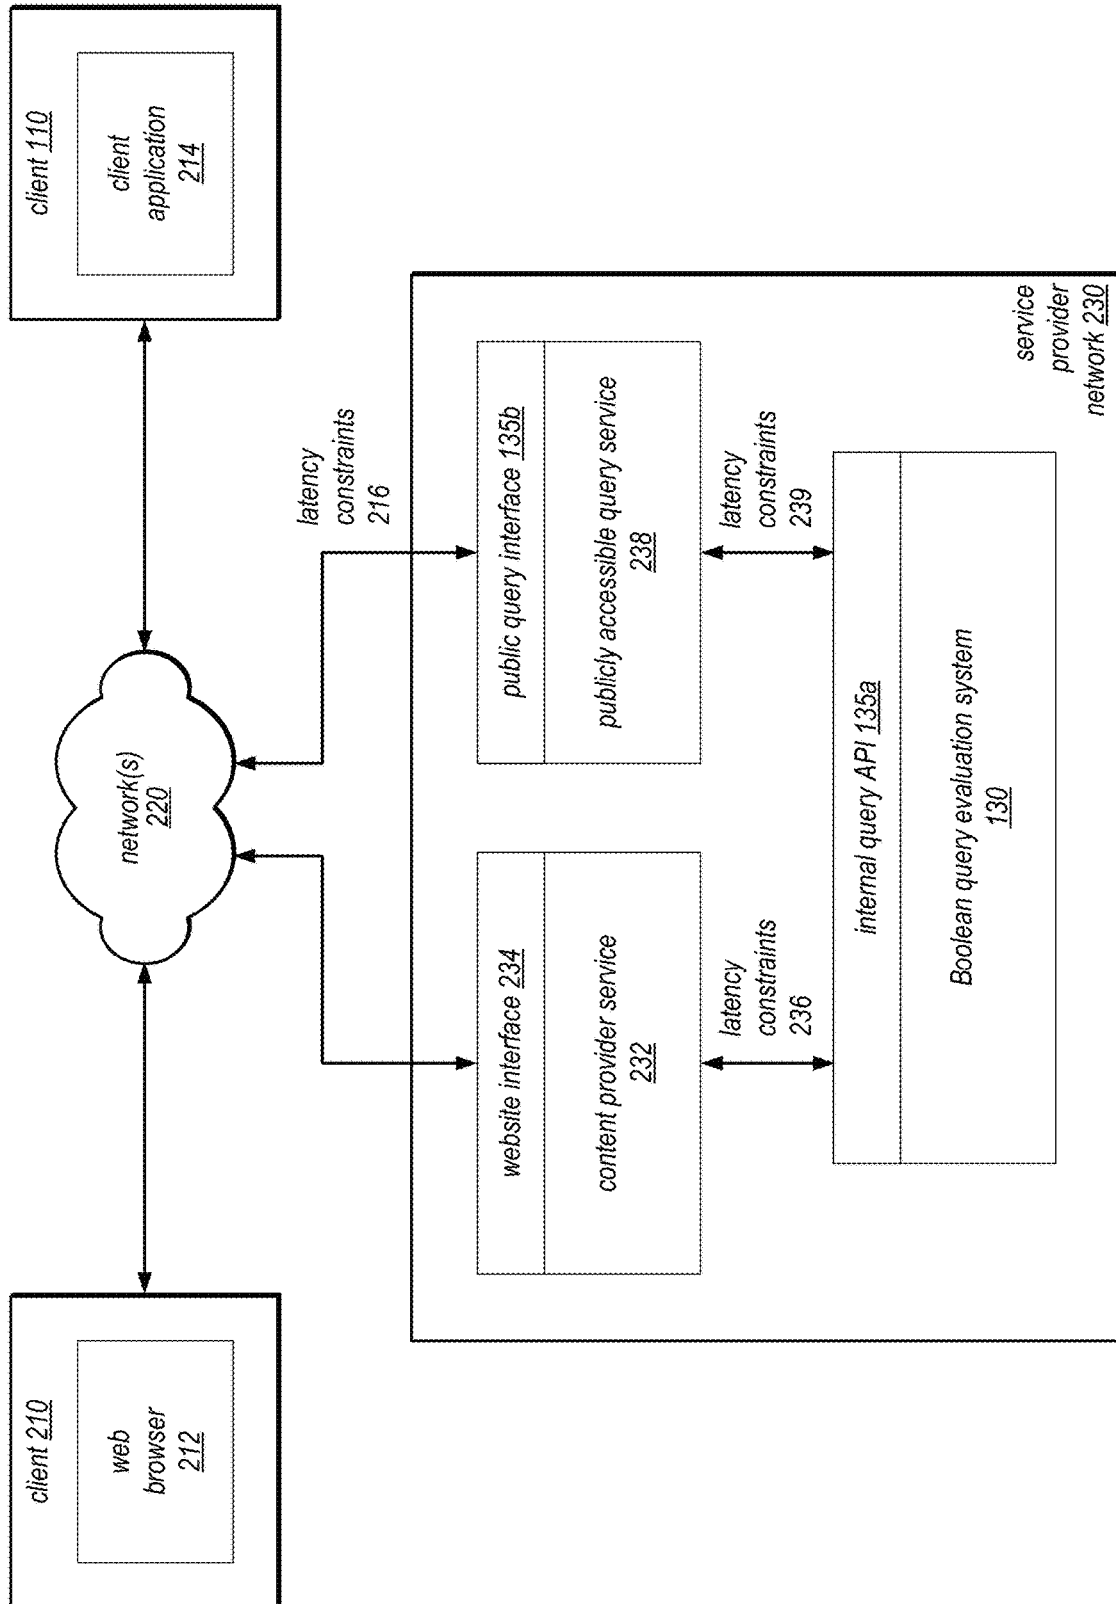 client 210
web
browser
212
network(s)
220
client 110
client
application
214
latency
constraints
216
website interface 234
content provider service
232
public query interface 135b
publicly accessible query service
238
latency
constraints
236
latency
constraints
239
internal query API 135a
Boolean query evaluation system
130
service
provider
network 230